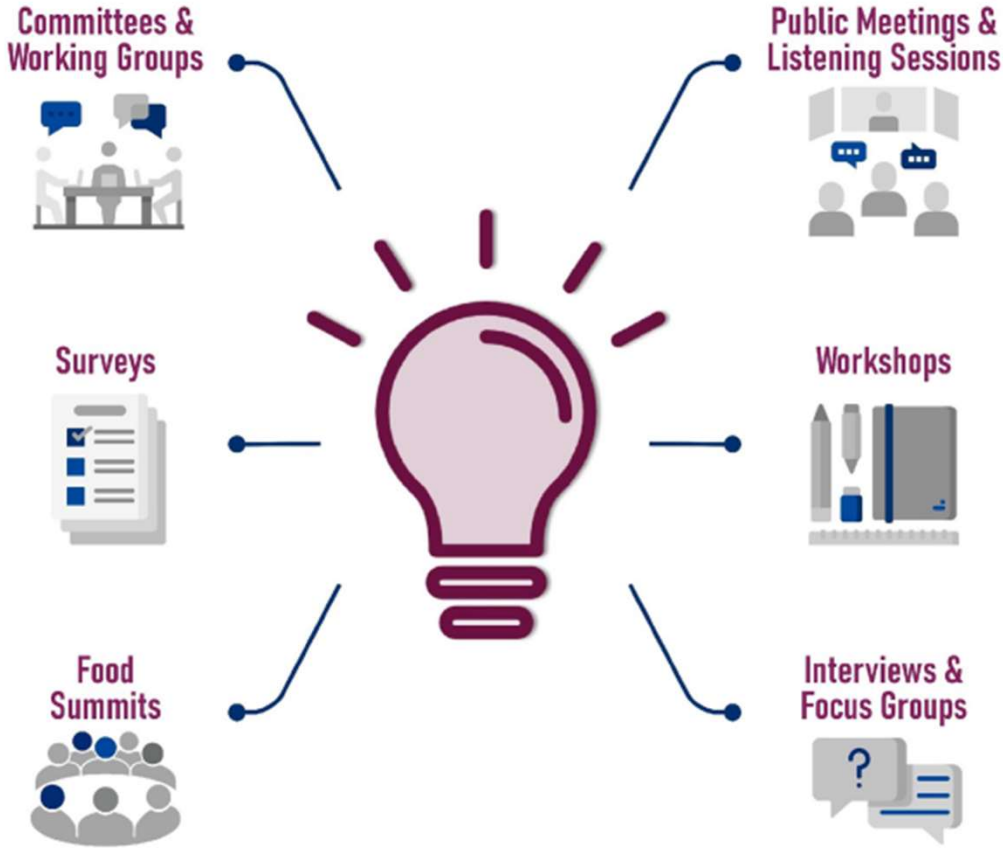 Committees &
Working Groups
Public Meetings &
Listening Sessions
Surveys
Workshops
Food
Summits
Interviews &
Focus Groups
?